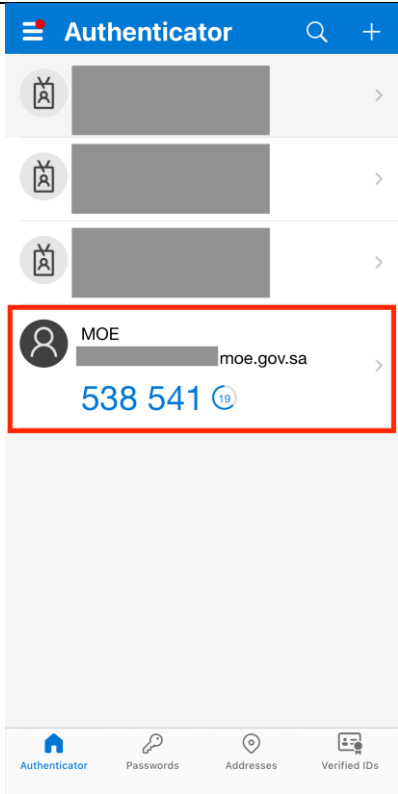 Authenticator
MOE
moe.gov.sa
538 541 19
Authenticator Passwords Addresses Verified IDs